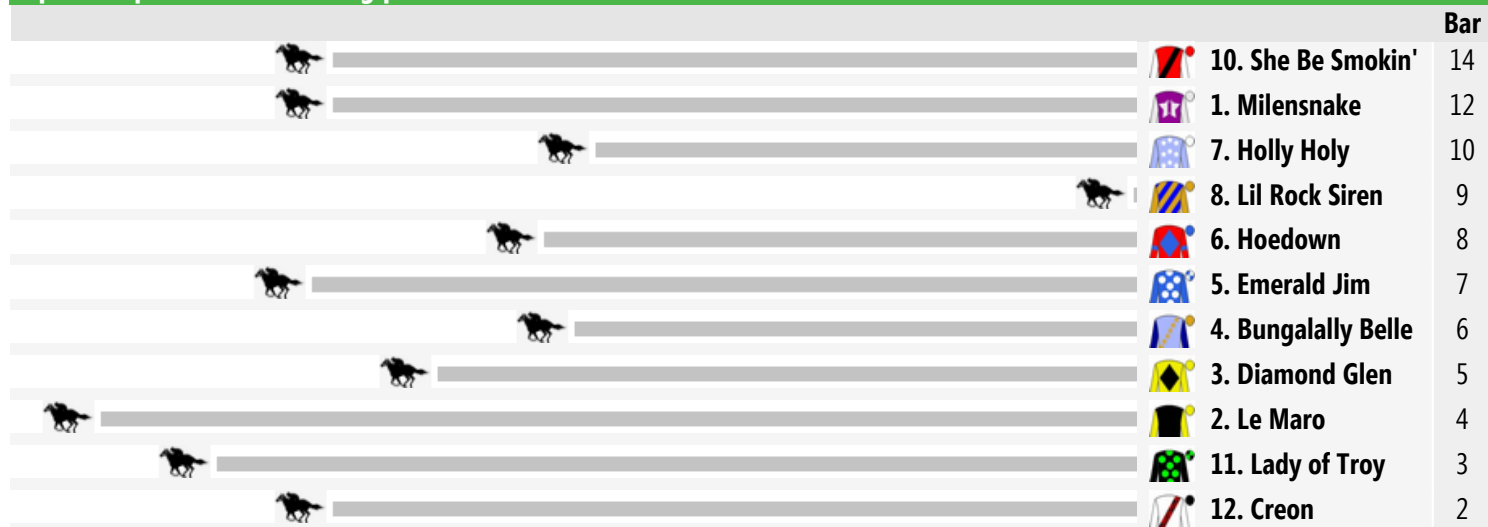 Bar
10. She Be Smokin' 14
1. Milensnake 12
7. Holly Holy 10
8. Lil Rock Siren 9
6. Hoedown 8
5. Emerald Jim 7
4. Bungalally Belle 6
3. Diamond Glen 5
2. Le Maro 4
11. Lady of Troy 3
12. Creon 2